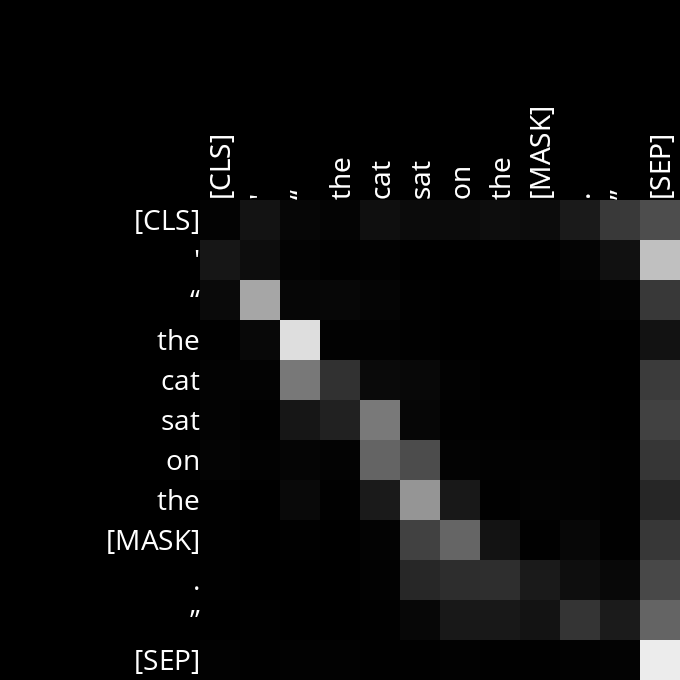 [CLS] ' “ the cat sat on the [MASK] . ” [SEP]
[CLS]
'
“
the
cat
sat
on
the
[MASK]
.
”
[SEP]